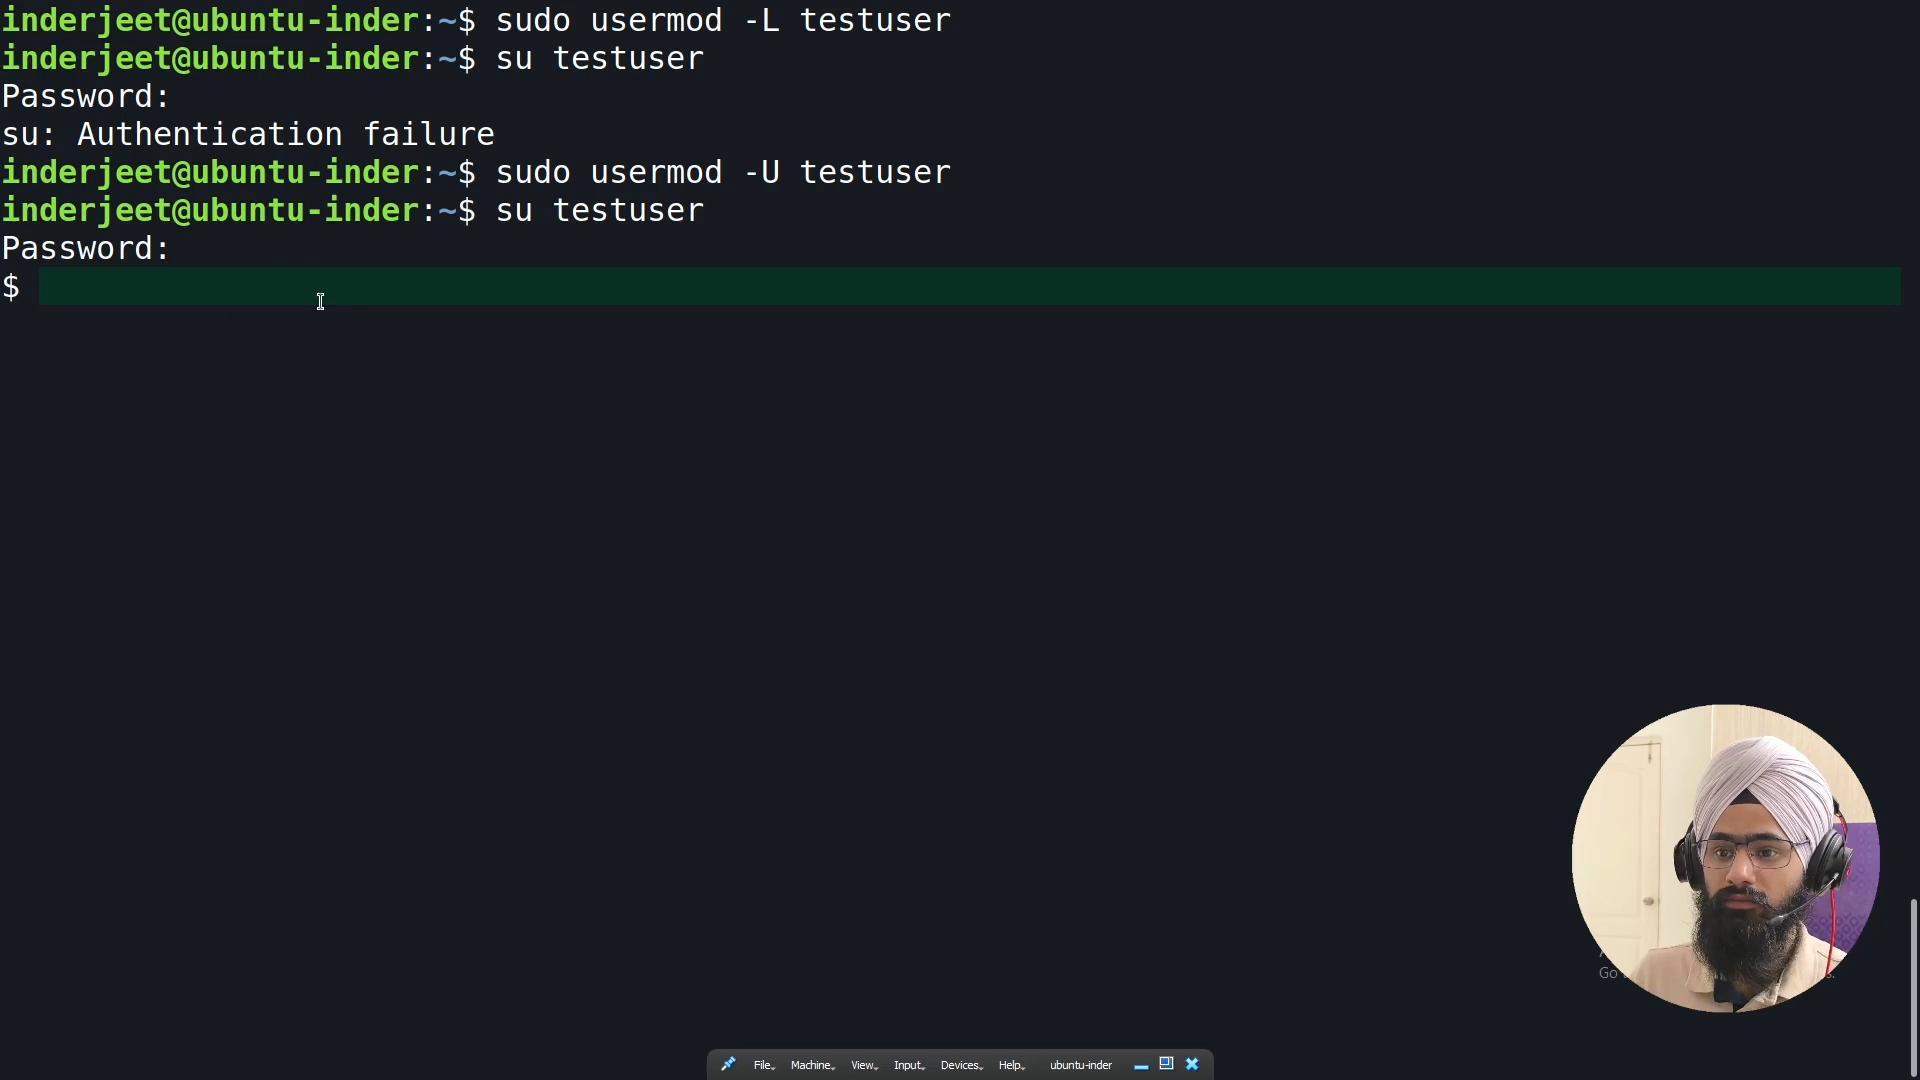 inderjeet@ubuntu-inder:~$ sudo usermod -L testuser
inderjeet@ubuntu-inder:~$ su testuser
Password:
su: Authentication failure
inderjeet@ubuntu-inder:~$ sudo usermod -U testuser
inderjeet@ubuntu-inder:~$ su testuser
Password:
$
Go
File Machine View Input Devices Help ubuntu-inder